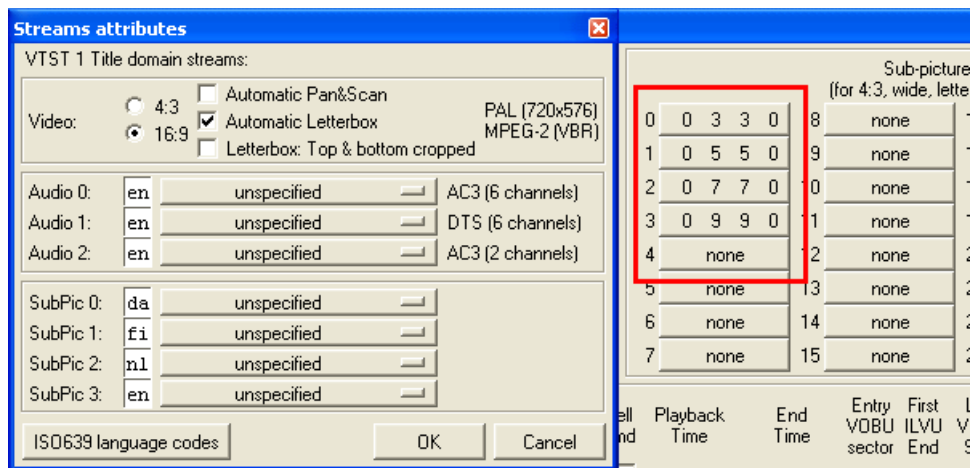 Streams attributes
VTST 1 Title domain streams:
Video:
4:3
16:9
Automatic Pan&Scan
Automatic Letterbox
Letterbox: Top & bottom cropped
PAL (720x576)
MPEG-2 (VBR)
Audio 0: en unspecified AC3 (6 channels)
Audio 1: en unspecified DTS (6 channels)
Audio 2: en unspecified AC3 (2 channels)
SubPic 0: da unspecified
SubPic 1: fi unspecified
SubPic 2: nl unspecified
SubPic 3: en unspecified
ISO639 language codes OK Cancel
Sub-picture
(for 4:3, wide, lette
0 0 3 3 0 8 none
1 0 5 5 0 9 none
2 0 7 7 0 10 none
3 0 9 9 0 11 none
4 none 12 none
5 none 13 none
6 none 14 none
7 none 15 none
Playback Time
End Time
Entry VOBU sector
First ILVU End